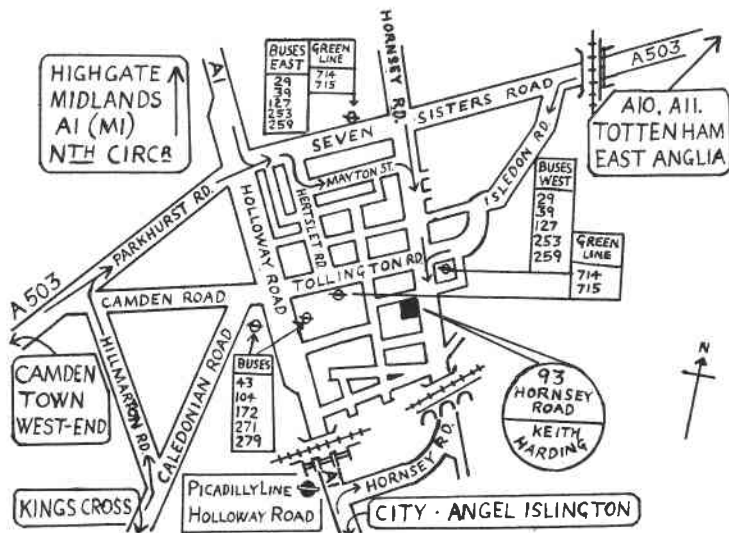 HIGHGATE
MIDLANDS
A1 (M1)
NTH CIRCR
A1
BUSES
EAST
29
39
127
253
259
GREEN
LINE
714
715
HORNSEY RD.
SEVEN SISTERS ROAD
A503
A10, A11.
TOTTENHAM
EAST ANGLIA
ISLEDON RD.
MAYTON ST.
HERTSLET RD.
PARKHURST RD.
HOLLOWAY ROAD
BUSES
WEST
29
39
127
253
259
GREEN
LINE
714
715
TOLLINGTON RD.
A503
CAMDEN ROAD
CAMDEN
TOWN
WEST-END
HILLMARTON RD.
CALEDONIAN ROAD
BUSES
43
104
172
271
279
93
HORNSEY
ROAD
KEITH
HARDING
N
KINGS CROSS
PICADILLY LINE
HOLLOWAY ROAD
A1
HORNSEY RD.
CITY · ANGEL ISLINGTON